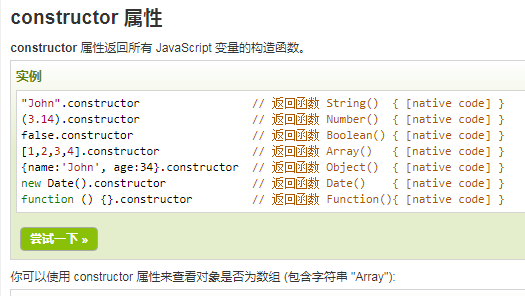 constructor 属性
constructor 属性返回所有 JavaScript 变量的构造函数。
实例
"John".constructor // 返回函数 String() { [native code] }
(3.14).constructor // 返回函数 Number() { [native code] }
false.constructor // 返回函数 Boolean() { [native code] }
[1,2,3,4].constructor // 返回函数 Array() { [native code] }
{name:'John', age:34}.constructor // 返回函数 Object() { [native code] }
new Date().constructor // 返回函数 Date() { [native code] }
function () {}.constructor // 返回函数 Function(){ [native code] }
尝试一下 »
你可以使用 constructor 属性来查看对象是否为数组 (包含字符串 "Array"):